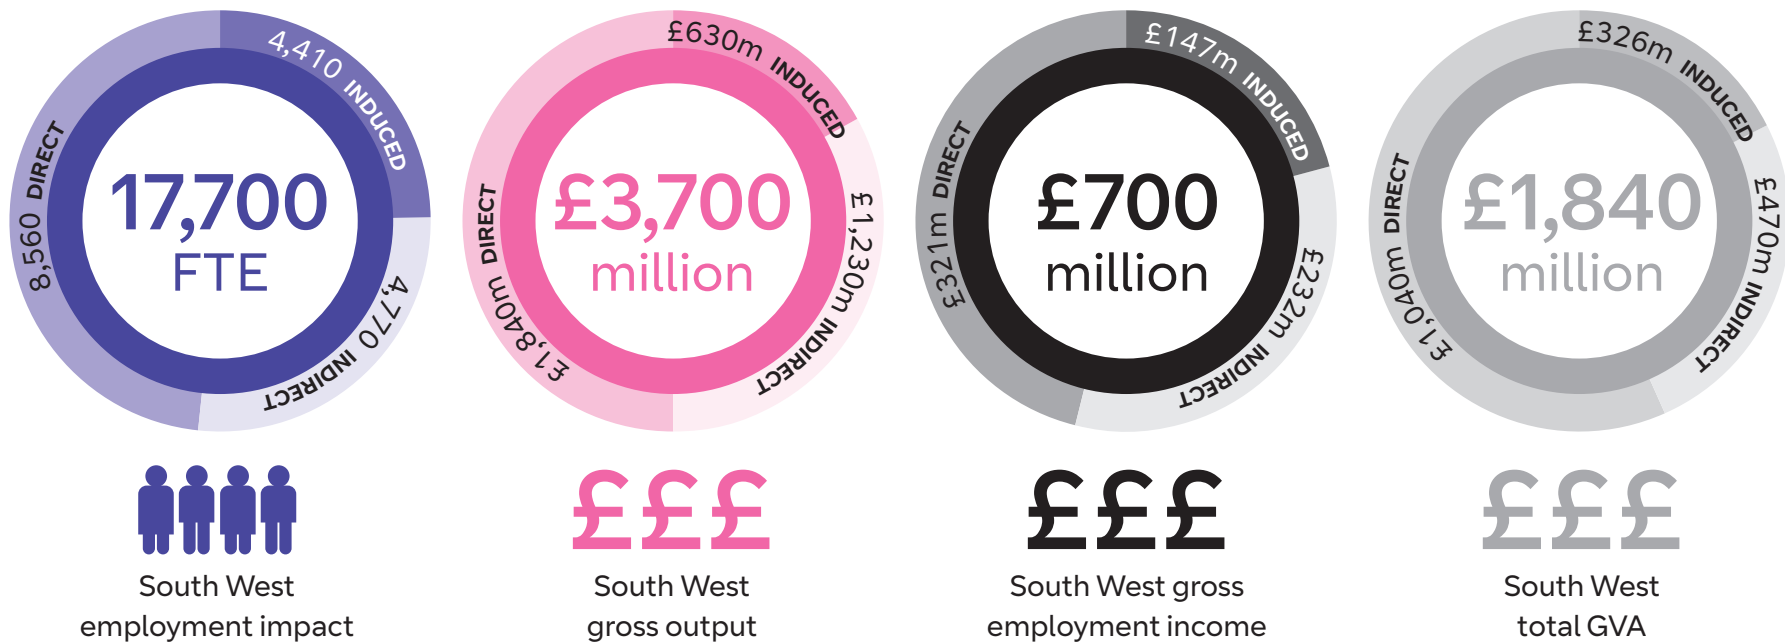 4,410 INDUCED
8,560 DIRECT
17,700
FTE
4,770 INDIRECT
South West
employment impact
£630m INDUCED
£1,840m DIRECT
£3,700
million
£1,230m INDIRECT
£££
South West
gross output
£147m INDUCED
£321m DIRECT
£700
million
£232m INDIRECT
£££
South West gross
employment income
£326m INDUCED
£1,040m DIRECT
£1,840
million
£470m INDIRECT
£££
South West
total GVA